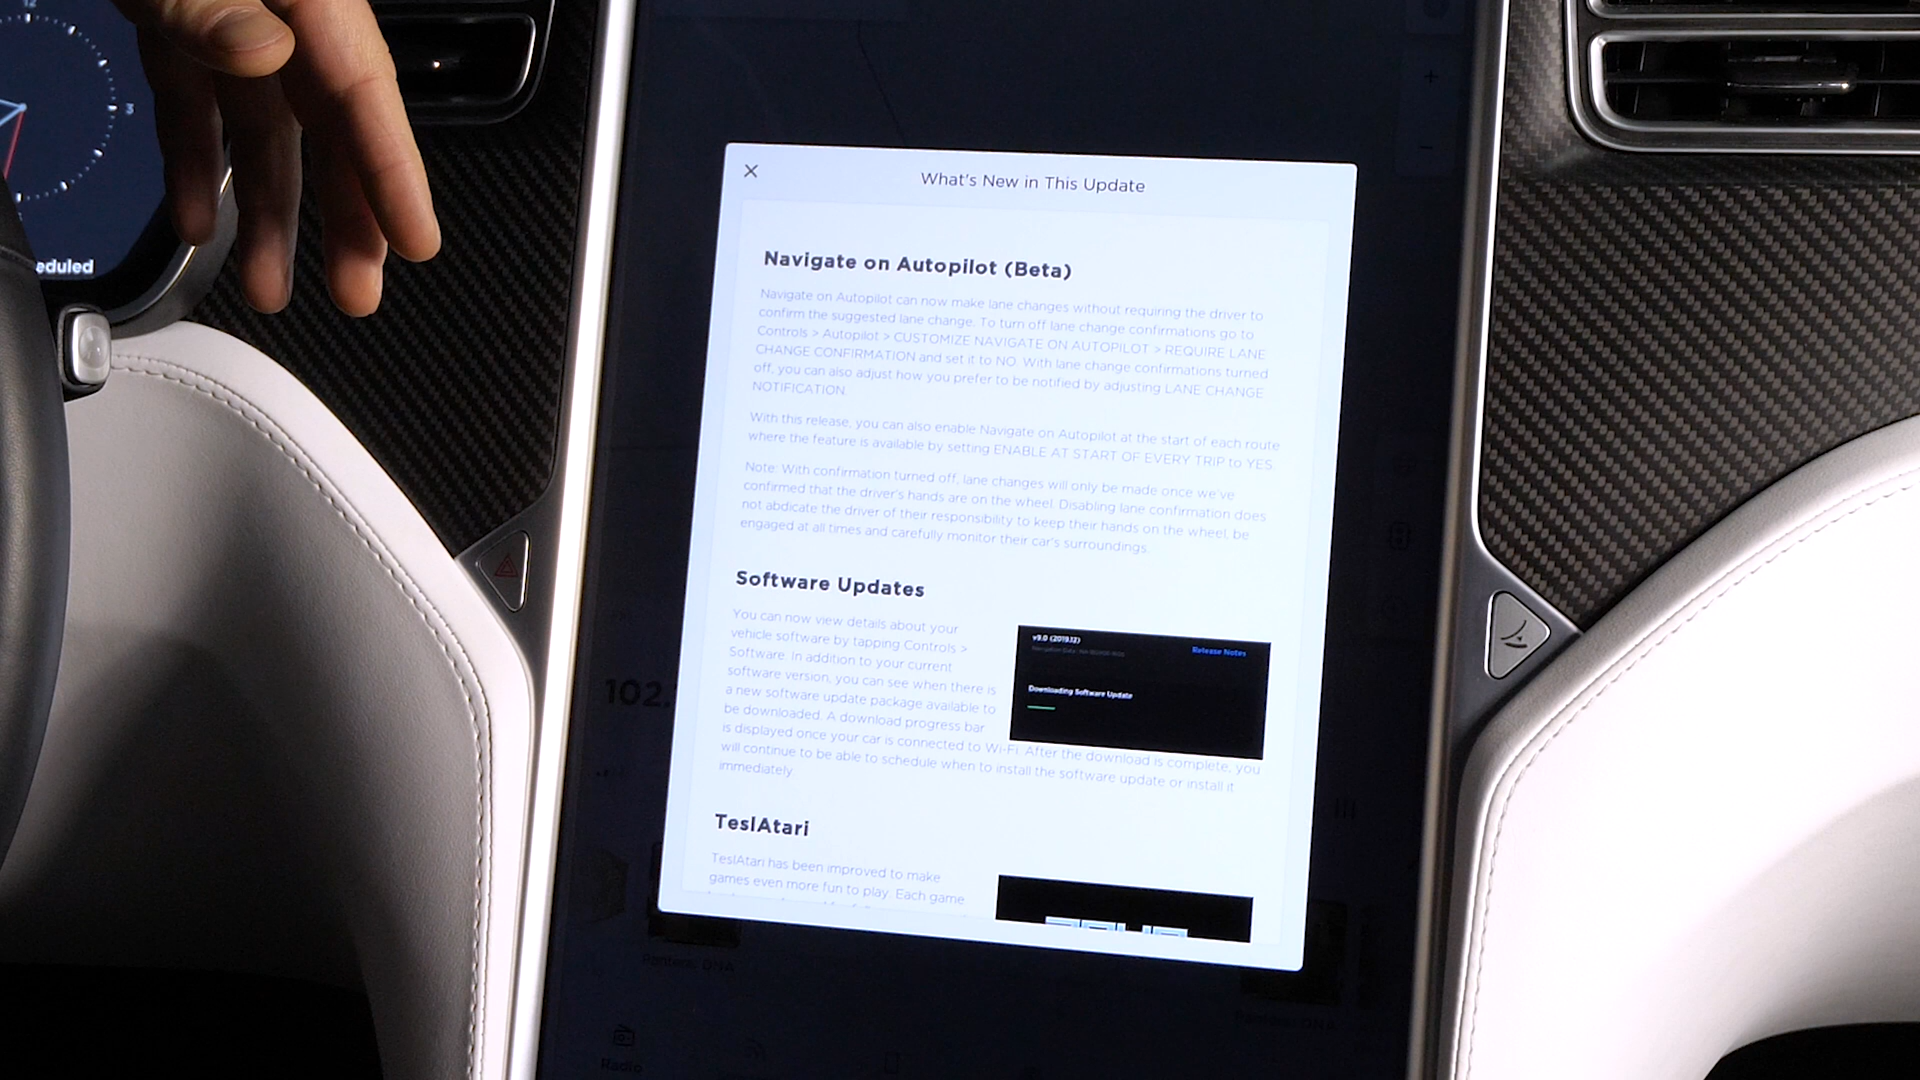 12
3
eduled
What's New in This Update
Navigate on Autopilot (Beta)
Navigate on Autopilot can now make lane changes without requiring the driver to
confirm the suggested lane change. To turn off lane change confirmations go to
Controls > Autopilot > CUSTOMIZE NAVIGATE ON AUTOPILOT > REQUIRE LANE
CHANGE CONFIRMATION and set it to NO. With lane change confirmations turned
off, you can also adjust how you prefer to be notified by adjusting LANE CHANGE
NOTIFICATION.
With this release, you can also enable Navigate on Autopilot at the start of each route
where the feature is available by setting ENABLE AT START OF EVERY TRIP to YES.
Note: With confirmation turned off, lane changes will only be made once we've
confirmed that the driver's hands are on the wheel. Disabling lane confirmation does
not abdicate the driver of their responsibility to keep their hands on the wheel, be
engaged at all times and carefully monitor their car's surroundings.
Software Updates
You can now view details about your
vehicle software by tapping Controls >
Software. In addition to your current
software version, you can see when there is
a new software update package available to
be downloaded. A download progress bar
is displayed once your car is connected to Wi-Fi. After the download is complete, you
will continue to be able to schedule when to install the software update or install it
immediately.
v9.0 (2019.12)
Release Notes
Downloading Software Update
TeslAtari
TeslAtari has been improved to make
games even more fun to play. Each game
102.
Radio